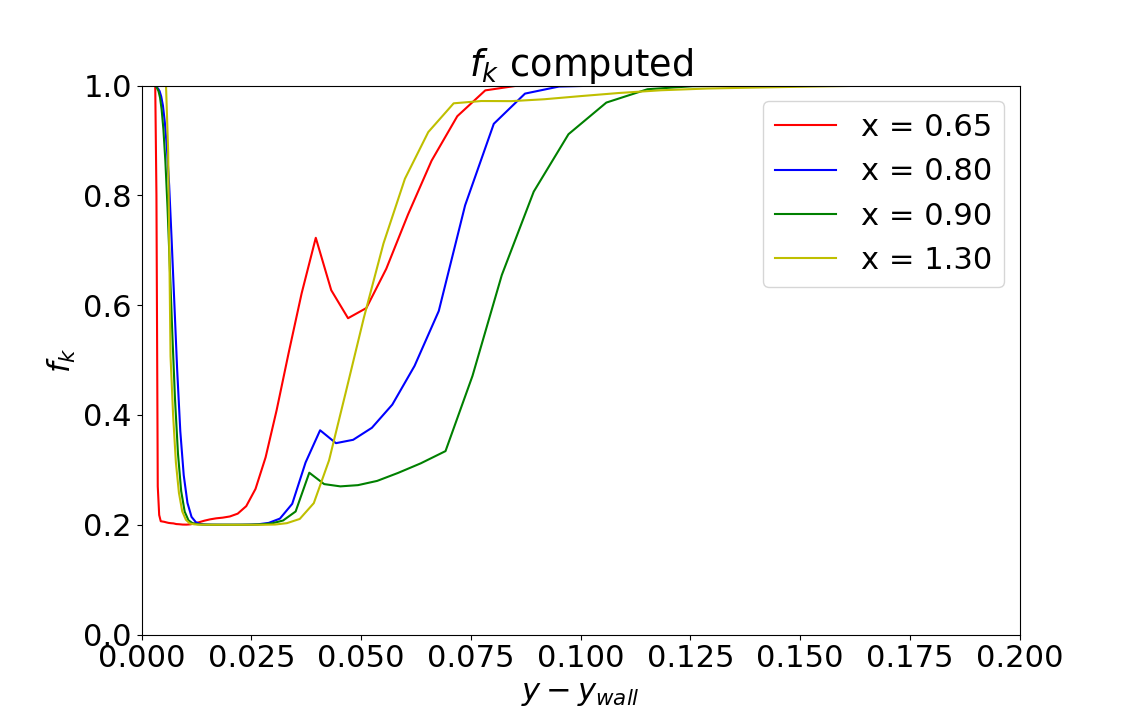 f_k computed
1.0
0.8
0.6
0.4
0.2
0.0
f_k
x = 0.65
x = 0.80
x = 0.90
x = 1.30
0.000 0.025 0.050 0.075 0.100 0.125 0.150 0.175 0.200
y − y_wall